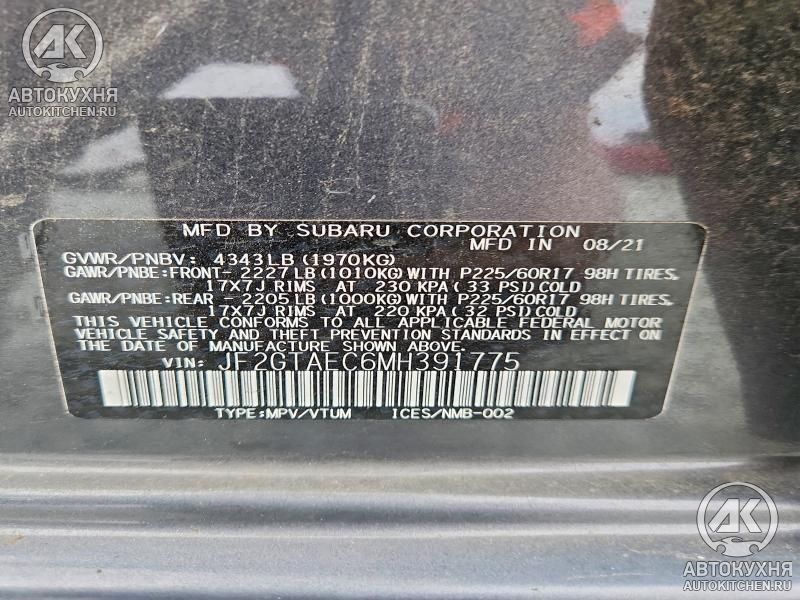 AK
АВТОКУХНЯ
AUTOKITCHEN.RU
MFD BY SUBARU CORPORATION
MFD IN 08/21
GVWR/PNBV: 4343LB (1970KG)
GAWR/PNBE:FRONT- 2227LB (1010KG) WITH P225/60R17 98H TIRES,
17X7J RIMS AT 230 KPA (33 PSI) COLD
GAWR/PNBE:REAR - 2205LB (1000KG) WITH P225/60R17 98H TIRES,
17X7J RIMS AT 220 KPA (32 PSI) COLD
THIS VEHICLE CONFORMS TO ALL APPLICABLE FEDERAL MOTOR
VEHICLE SAFETY AND THEFT PREVENTION STANDARDS IN EFFECT ON
THE DATE OF MANUFACTURE SHOWN ABOVE.
VIN: JF2GTAEC6MH391775
TYPE:MPV/VTUM ICES/NMB-002
AK
АВТОКУХНЯ
AUTOKITCHEN.RU